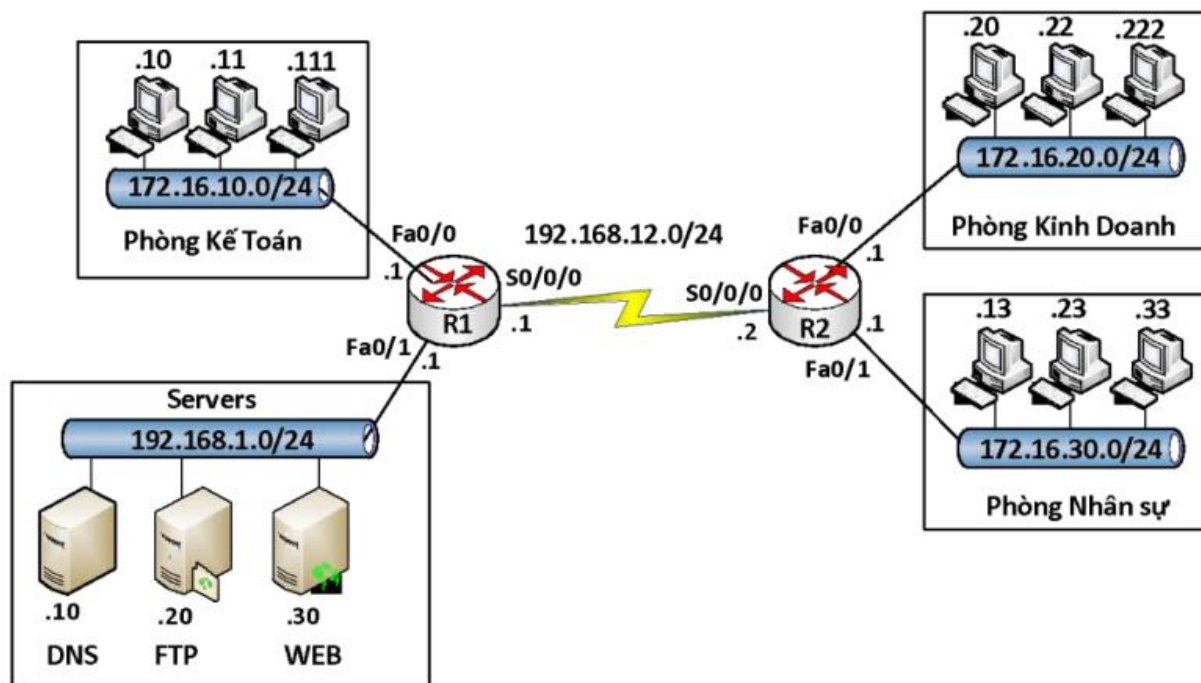 .10 .11 .111
172.16.10.0/24
Phòng Kế Toán
.20 .22 .222
172.16.20.0/24
Phòng Kinh Doanh
192.168.12.0/24
Fa0/0
.1
S0/0/0
.1
R1
Fa0/1
.1
S0/0/0
.2
R2
Fa0/0
.1
.1
Fa0/1
.13 .23 .33
172.16.30.0/24
Phòng Nhân sự
Servers
192.168.1.0/24
.10 .20 .30
DNS FTP WEB